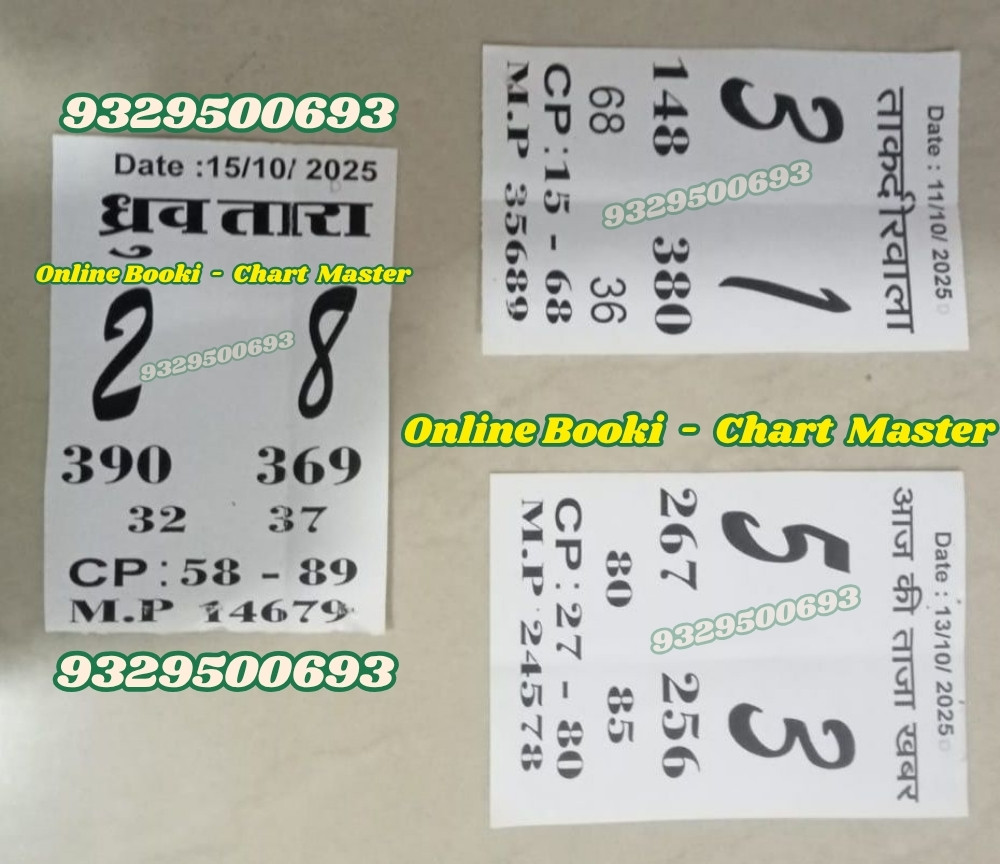 9329500693
Date :15/10/ 2025
ध्रुव तारा
Online Booki - Chart Master
2 8
9329500693
390 369
32 37
CP : 58 - 89
M.P 14679
9329500693
Date : 11/10/ 2025
ताकर्दीरवाला
3 1
9329500693
148 380
68 36
CP : 15 - 68
M.P 35689
Online Booki - Chart Master
Date : 13/10/ 2025
आज की ताजा खबर
5 3
9329500693
267 256
80 85
CP : 27 - 80
M.P 24578